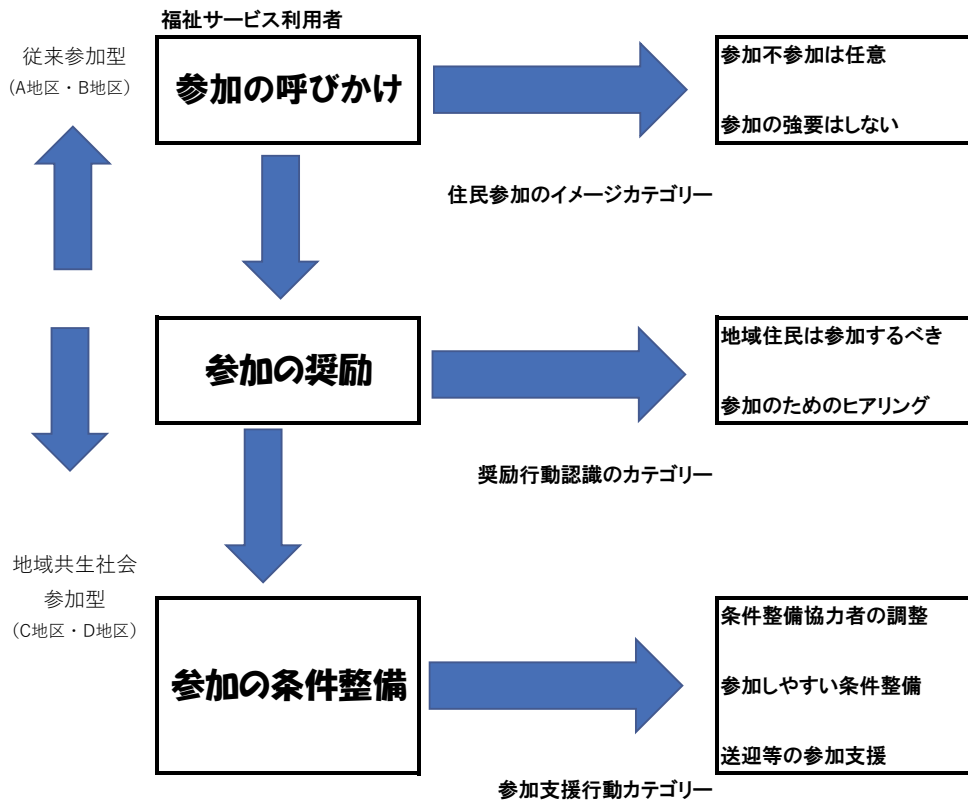 福祉サービス利用者
従来参加型
(A地区・B地区)
参加の呼びかけ
参加不参加は任意
参加の強要はしない
住民参加のイメージカテゴリー
参加の奨励
地域住民は参加するべき
参加のためのヒアリング
奨励行動認識のカテゴリー
地域共生社会
参加型
(C地区・D地区)
参加の条件整備
条件整備協力者の調整
参加しやすい条件整備
送迎等の参加支援
参加支援行動カテゴリー